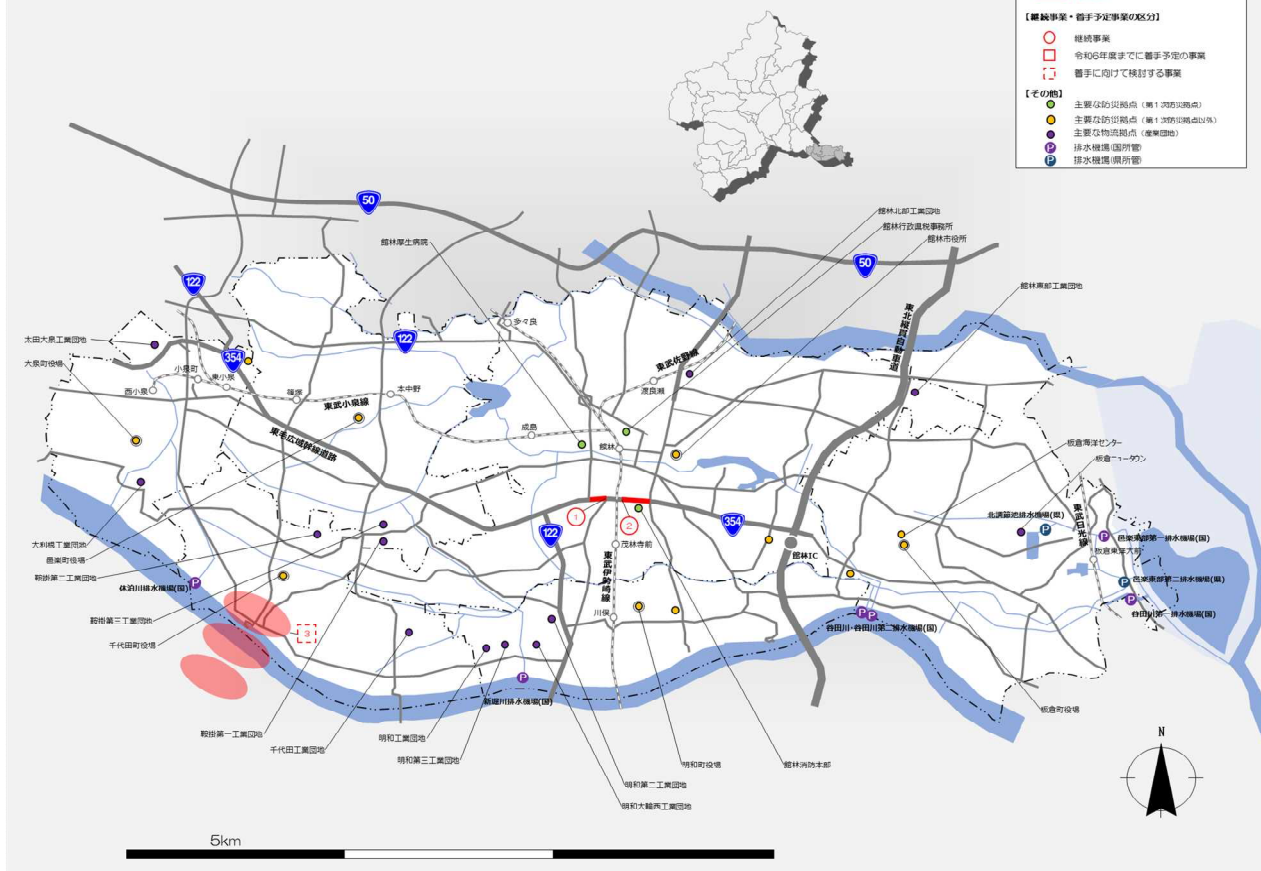 【継続事業・着手予定事業の区分】
継続事業
令和6年度までに着手予定の事業
着手に向けて検討する事業
【その他】
主要な防災拠点（第1次防災拠点）
主要な防災拠点（第1次防災拠点以外）
主要な物流拠点（産業団地）
P 排水機場(国所管)
P 排水機場(県所管)
50
館林北部工業団地
館林行政県税事務所
館林厚生病院
館林市役所
50
122
館林東部工業団地
東北縦貫自動車道
多々良
太田大泉工業団地
122
354
大泉町役場
小泉町
東小泉
東武佐野線
渡良瀬
西小泉
篠塚
本中野
東武小泉線
成島
館林
東毛広域幹線道路
板倉海洋センター
板倉ニュータウン
1
2
354
122
北調節池排水機場(県)
P
東武日光線
P
邑楽東部第一排水機場(国)
大利根工業団地
邑楽町役場
茂林寺前
館林IC
板倉東洋大前
鞍掛第二工業団地
休泊川排水機場(国)
P
東武伊勢崎線
P
邑楽東部第二排水機場(県)
P
谷田川第一排水機場(国)
鞍掛第三工業団地
川俣
P P
谷田川・谷田川第二排水機場(国)
千代田町役場
3
P
新堀川排水機場(国)
板倉町役場
鞍掛第一工業団地
明和工業団地
千代田工業団地
明和第三工業団地
明和町役場
館林消防本部
明和第二工業団地
明和大輪西工業団地
N
5km